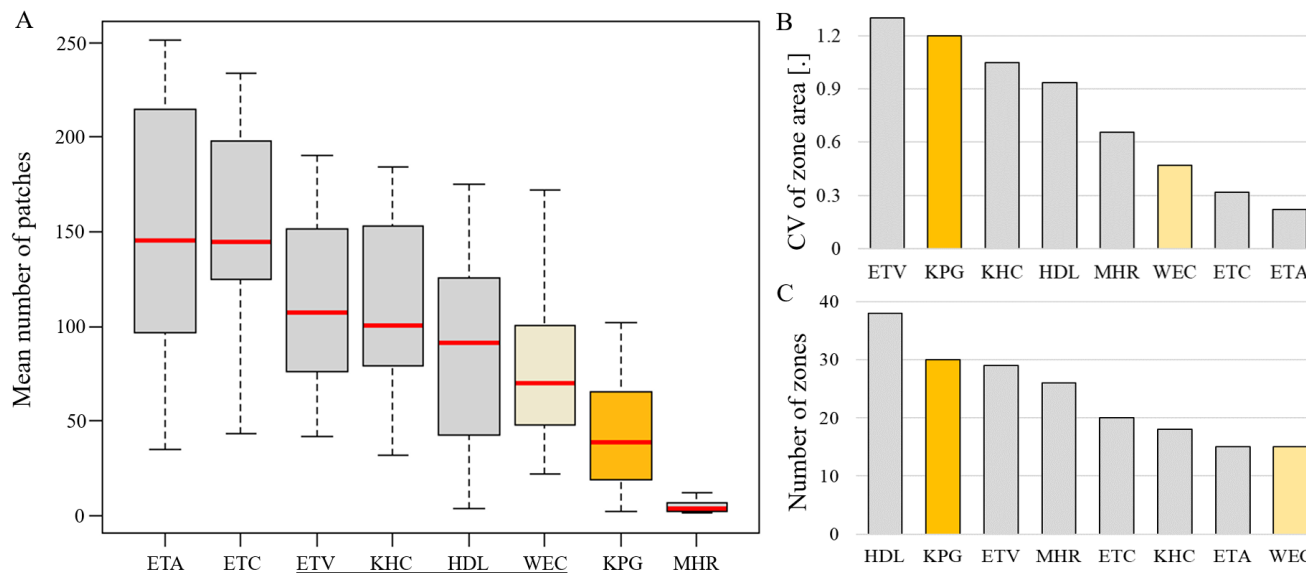 A
Mean number of patches
250
200
150
100
50
0
ETA ETC ETV KHC HDL WEC KPG MHR
B
CV of zone area [.]
1.2
0.9
0.6
0.3
0
ETV KPG KHC HDL MHR WEC ETC ETA
C
Number of zones
40
30
20
10
0
HDL KPG ETV MHR ETC KHC ETA WEC